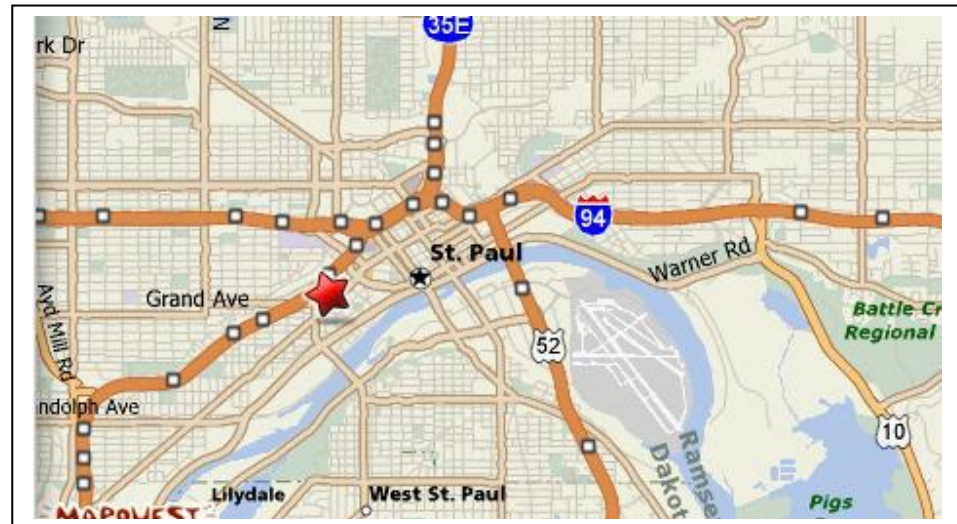 35E
N
rk Dr
94
St. Paul
Warner Rd
Grand Ave
Ayd Mill Rd
Battle Cr
Regional
52
ndolph Ave
10
Ramse
Dakot
Lilydale
West St. Paul
Pigs
MAPQUEST